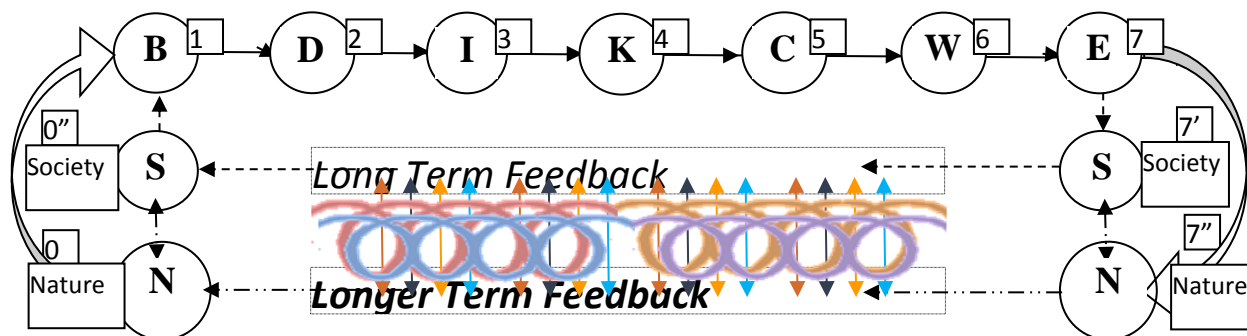 B 1 D 2 I 3 K 4 C 5 W 6 E 7
0” 7’
Society S Long Term Feedback S Society
0 7”
Nature N Longer Term Feedback N Nature